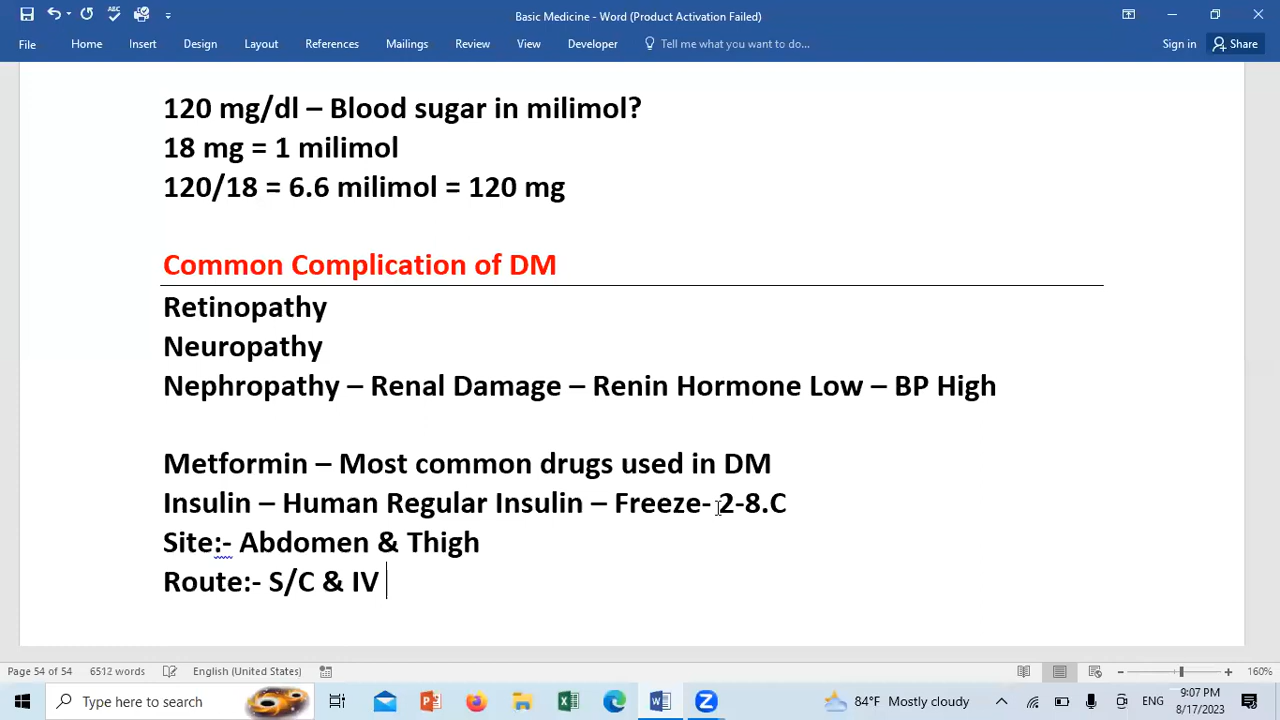 Basic Medicine - Word (Product Activation Failed)
File Home Insert Design Layout References Mailings Review View Developer Tell me what you want to do... Sign in Share
120 mg/dl – Blood sugar in milimol?
18 mg = 1 milimol
120/18 = 6.6 milimol = 120 mg
Common Complication of DM
Retinopathy
Neuropathy
Nephropathy – Renal Damage – Renin Hormone Low – BP High
Metformin – Most common drugs used in DM
Insulin – Human Regular Insulin – Freeze- 2-8.C
Site:- Abdomen & Thigh
Route:- S/C & IV
Page 54 of 54 6512 words English (United States) 160%
Type here to search 84°F Mostly cloudy ENG 9:07 PM
8/17/2023